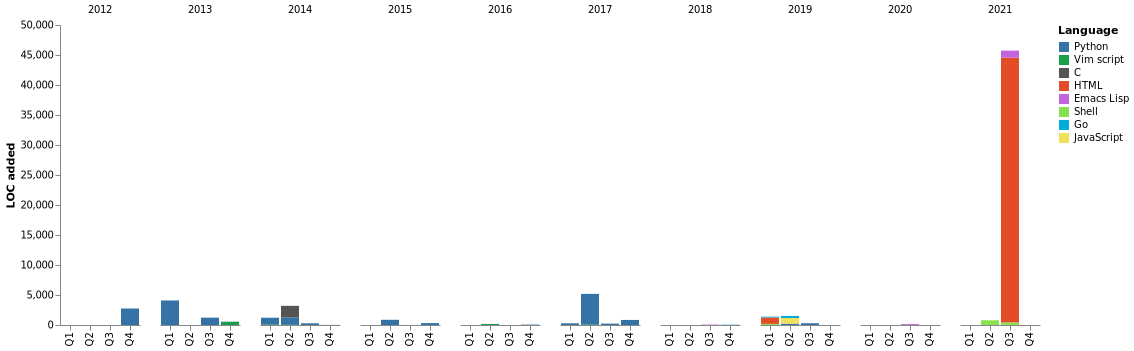 2012 2013 2014 2015 2016 2017 2018 2019 2020 2021
50,000
45,000
40,000
35,000
30,000
25,000
20,000
15,000
10,000
5,000
0
LOC added
Q1 Q2 Q3 Q4 Q1 Q2 Q3 Q4 Q1 Q2 Q3 Q4 Q1 Q2 Q3 Q4 Q1 Q2 Q3 Q4 Q1 Q2 Q3 Q4 Q1 Q2 Q3 Q4 Q1 Q2 Q3 Q4 Q1 Q2 Q3 Q4 Q1 Q2 Q3 Q4
Language
Python
Vim script
C
HTML
Emacs Lisp
Shell
Go
JavaScript